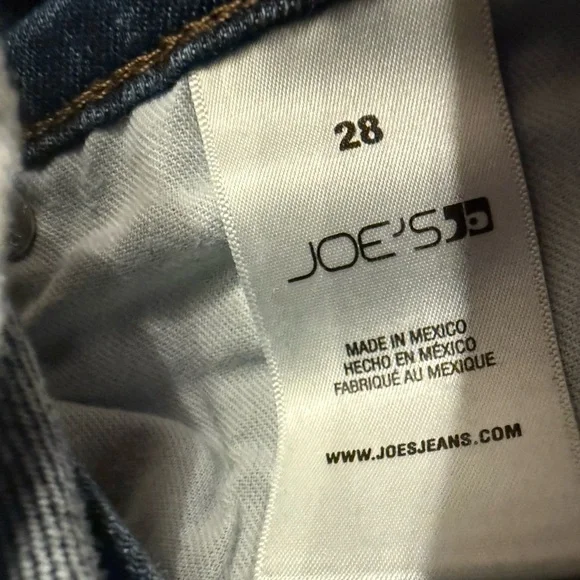 28
JOE'S
MADE IN MEXICO
HECHO EN MÉXICO
FABRIQUÉ AU MEXIQUE
WWW.JOESJEANS.COM